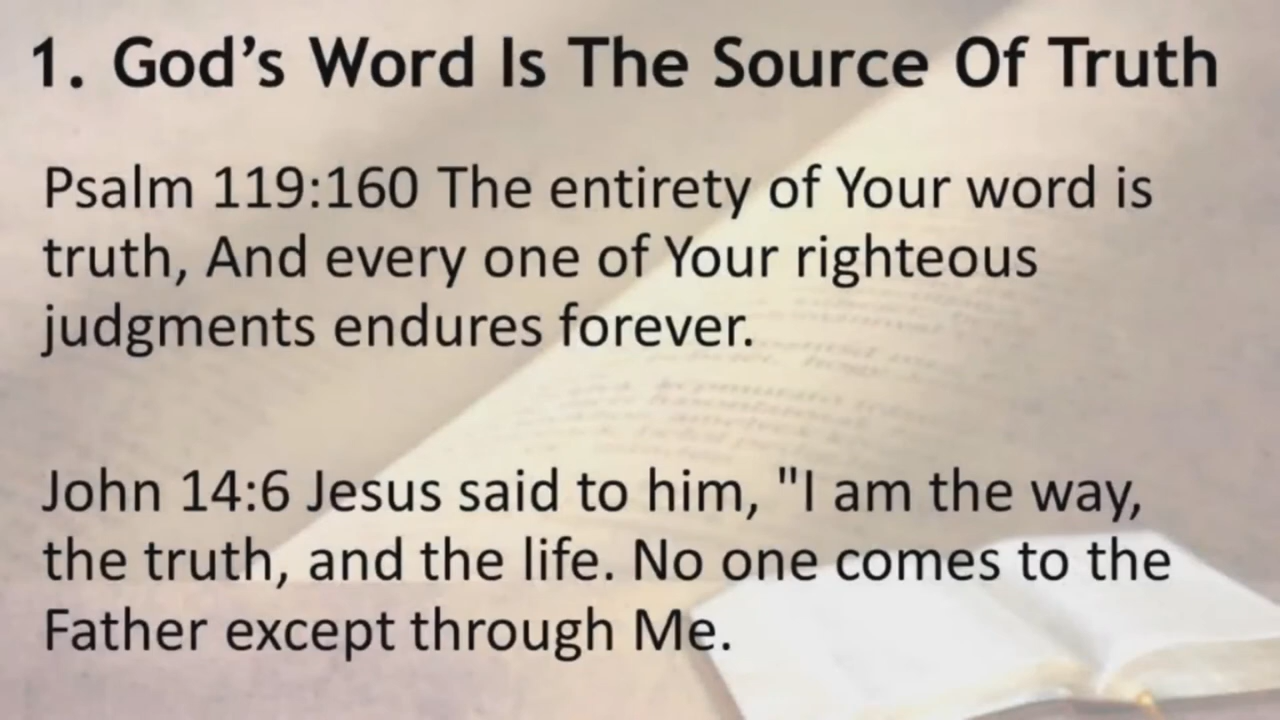 1. God’s Word Is The Source Of Truth
Psalm 119:160 The entirety of Your word is
truth, And every one of Your righteous
judgments endures forever.
John 14:6 Jesus said to him, "I am the way,
the truth, and the life. No one comes to the
Father except through Me.